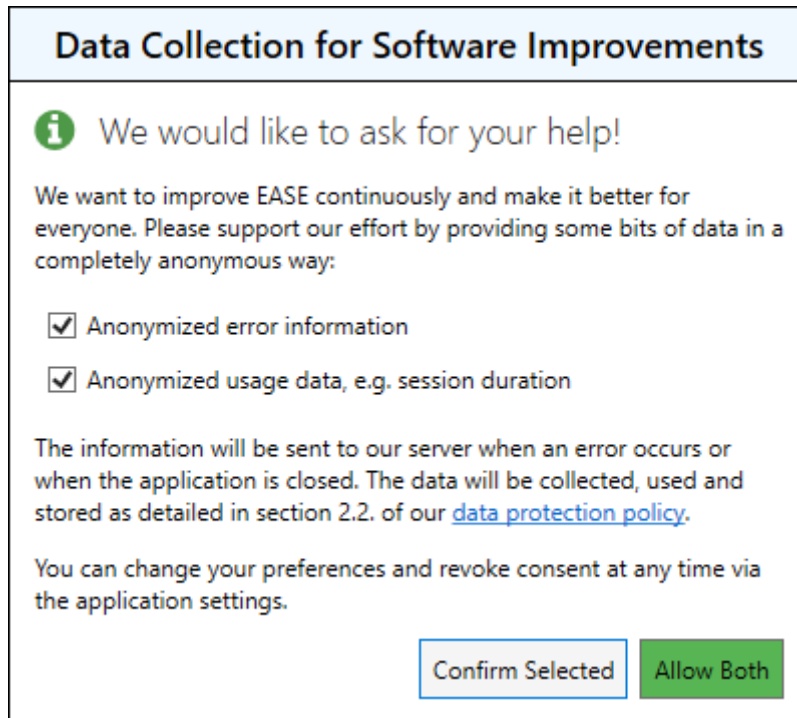 Data Collection for Software Improvements
We would like to ask for your help!
We want to improve EASE continuously and make it better for
everyone. Please support our effort by providing some bits of data in a
completely anonymous way:
Anonymized error information
Anonymized usage data, e.g. session duration
The information will be sent to our server when an error occurs or
when the application is closed. The data will be collected, used and
stored as detailed in section 2.2. of our data protection policy.
You can change your preferences and revoke consent at any time via
the application settings.
Confirm Selected
Allow Both